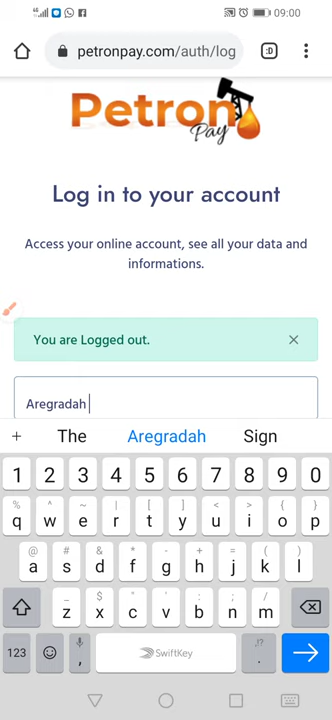 09:00
petronpay.com/auth/log
:D
Petron
Pay
Log in to your account
Access your online account, see all your data and
informations.
You are Logged out.
×
Aregradah
+ The Aregradah Sign
1 2 3 4 5 6 7 8 9 0
% ^ ~ | [ ] < > { }
q w e r t y u i o p
@ # & * - + = ( )
a s d f g h j k l
_ $ " ' : ; /
z x c v b n m
123 , SwiftKey ,!? .